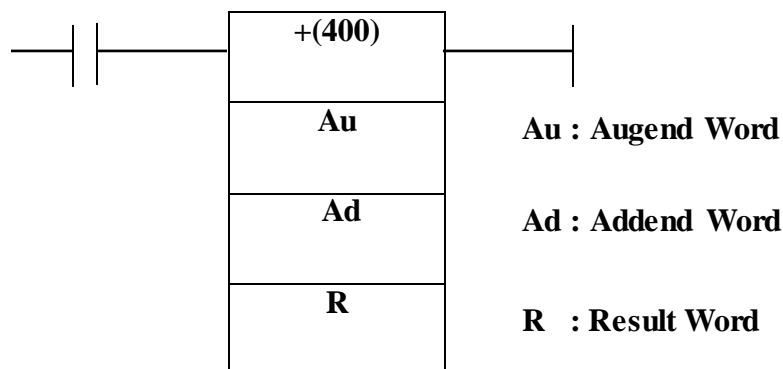 +(400)
Au
Au : Augend Word
Ad
Ad : Addend Word
R
R : Result Word